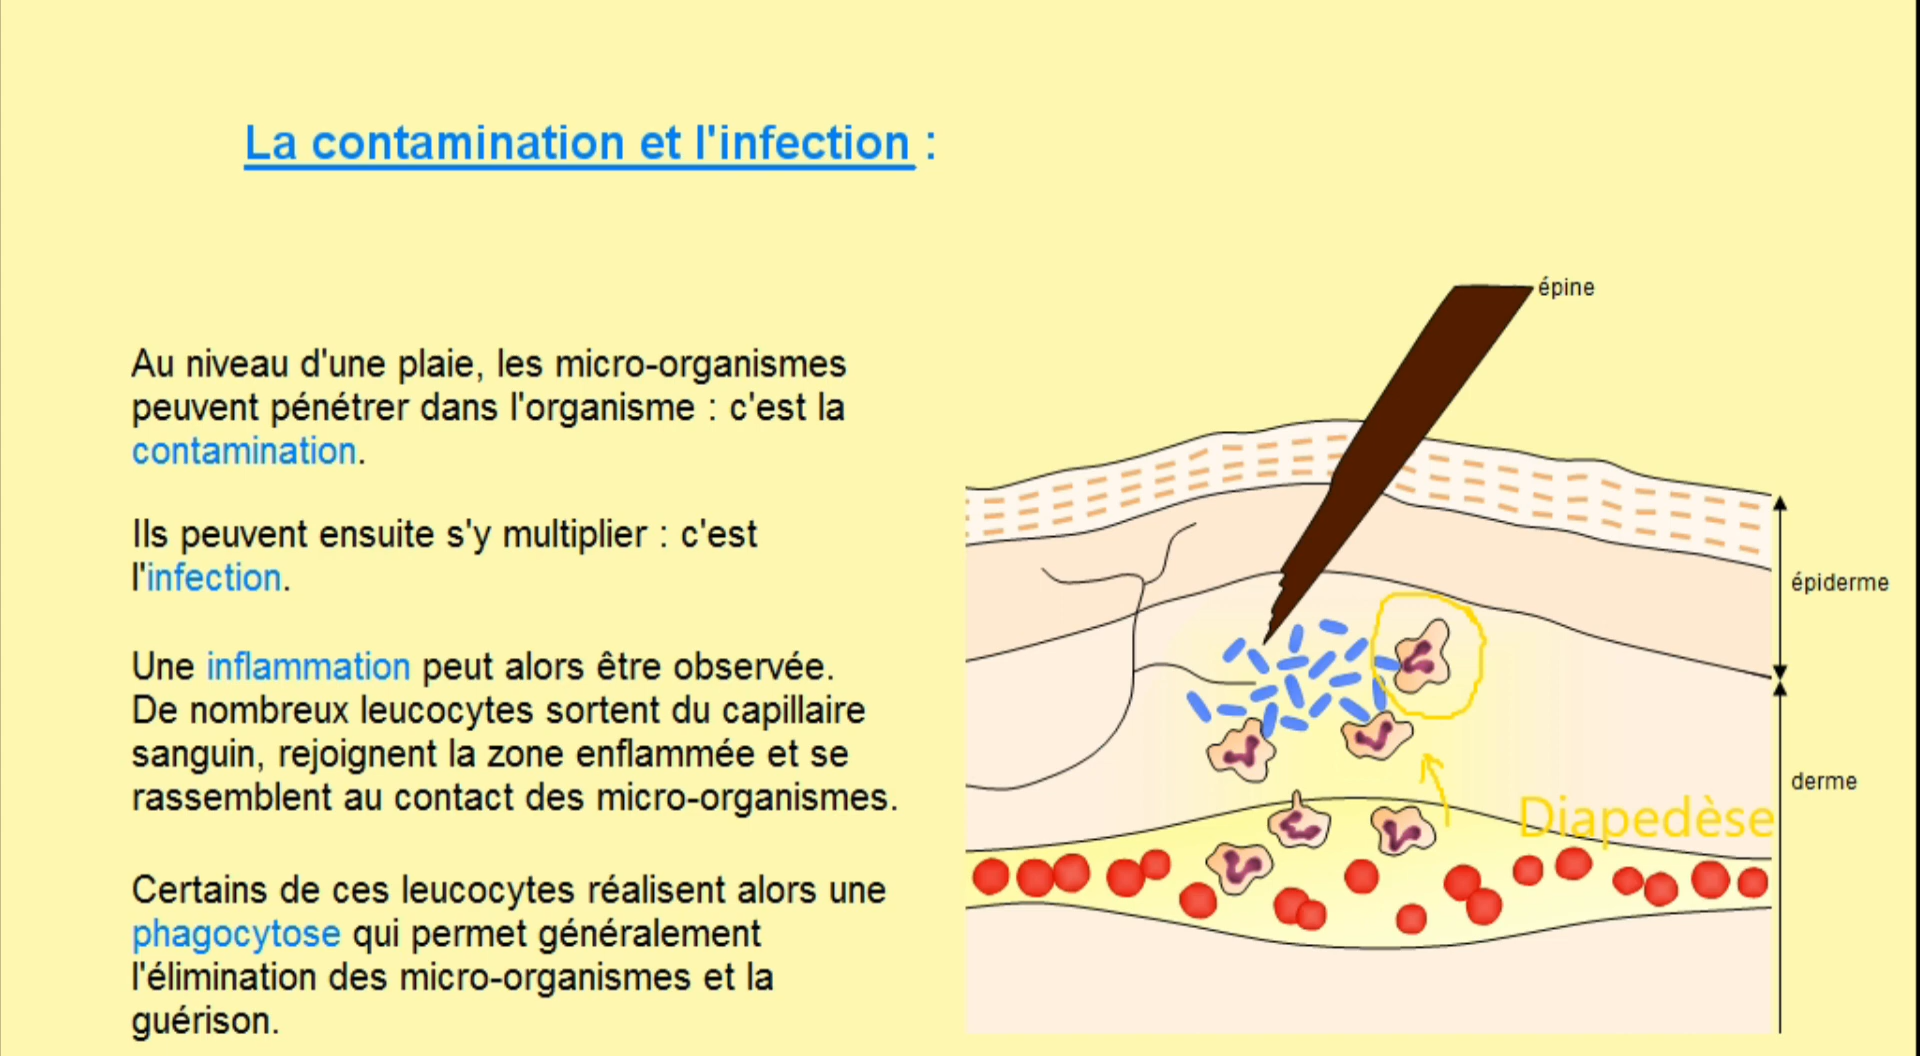 La contamination et l'infection :
épine
Au niveau d'une plaie, les micro-organismes
peuvent pénétrer dans l'organisme : c'est la
contamination.
Ils peuvent ensuite s'y multiplier : c'est
l'infection.
Une inflammation peut alors être observée.
De nombreux leucocytes sortent du capillaire
sanguin, rejoignent la zone enflammée et se
rassemblent au contact des micro-organismes.
Certains de ces leucocytes réalisent alors une
phagocytose qui permet généralement
l'élimination des micro-organismes et la
guérison.
épiderme
derme
Diapedèse